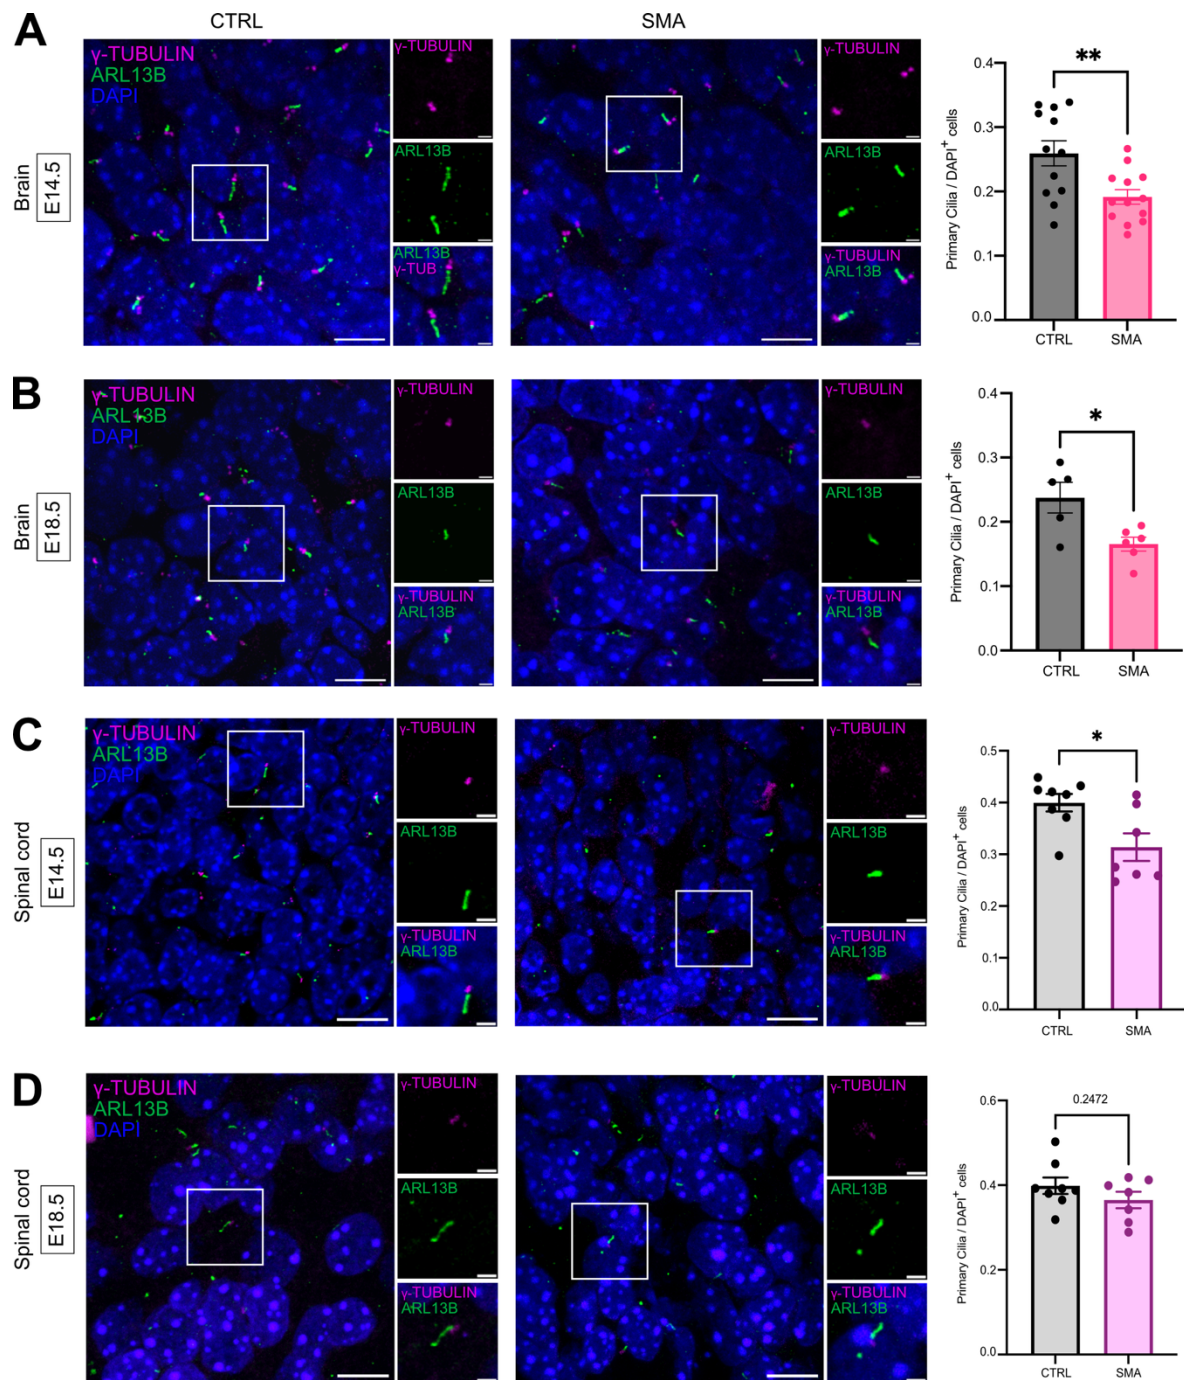 CTRL
SMA
A
Brain
E14.5
γ-TUBULIN
ARL13B
DAPI
γ-TUBULIN
ARL13B
ARL13B
γ-TUB
γ-TUBULIN
ARL13B
γ-TUBULIN
ARL13B
Primary Cilia / DAPI+ cells
0.4
0.3
0.2
0.1
0.0
**
CTRL
SMA
B
Brain
E18.5
γ-TUBULIN
ARL13B
DAPI
γ-TUBULIN
ARL13B
γ-TUBULIN
ARL13B
γ-TUBULIN
ARL13B
γ-TUBULIN
ARL13B
Primary Cilia / DAPI+ cells
0.4
0.3
0.2
0.1
0.0
*
CTRL
SMA
C
Spinal cord
E14.5
γ-TUBULIN
ARL13B
DAPI
γ-TUBULIN
ARL13B
γ-TUBULIN
ARL13B
γ-TUBULIN
ARL13B
γ-TUBULIN
ARL13B
Primary Cilia / DAPI+ cells
0.5
0.4
0.3
0.2
0.1
0.0
*
CTRL
SMA
D
Spinal cord
E18.5
γ-TUBULIN
ARL13B
DAPI
γ-TUBULIN
ARL13B
γ-TUBULIN
ARL13B
γ-TUBULIN
ARL13B
γ-TUBULIN
ARL13B
Primary Cilia / DAPI+ cells
0.6
0.4
0.2
0.0
0.2472
CTRL
SMA